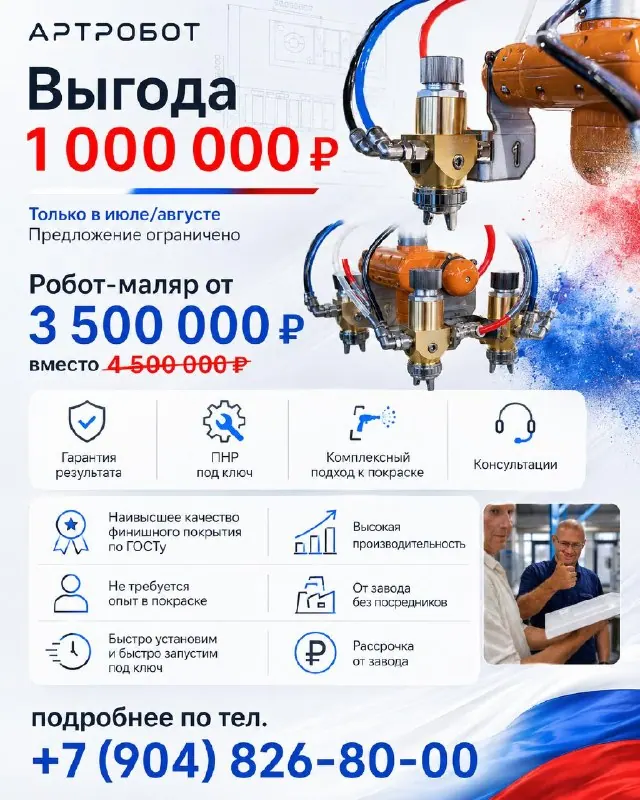 АРТРОБОТ
Выгода
1 000 000 ₽
Только в июле/августе
Предложение ограничено
Робот-маляр от
3 500 000 ₽
вместо 4 500 000 ₽
Гарантия
результата
ПНР
под ключ
Комплексный
подход к покраске
Консультации
Наивысшее качество
финишного покрытия
по ГОСТу
Высокая
производительность
Не требуется
опыт в покраске
От завода
без посредников
Быстро установим
и быстро запустим
под ключ
Рассрочка
от завода
подробнее по тел.
+7 (904) 826-80-00